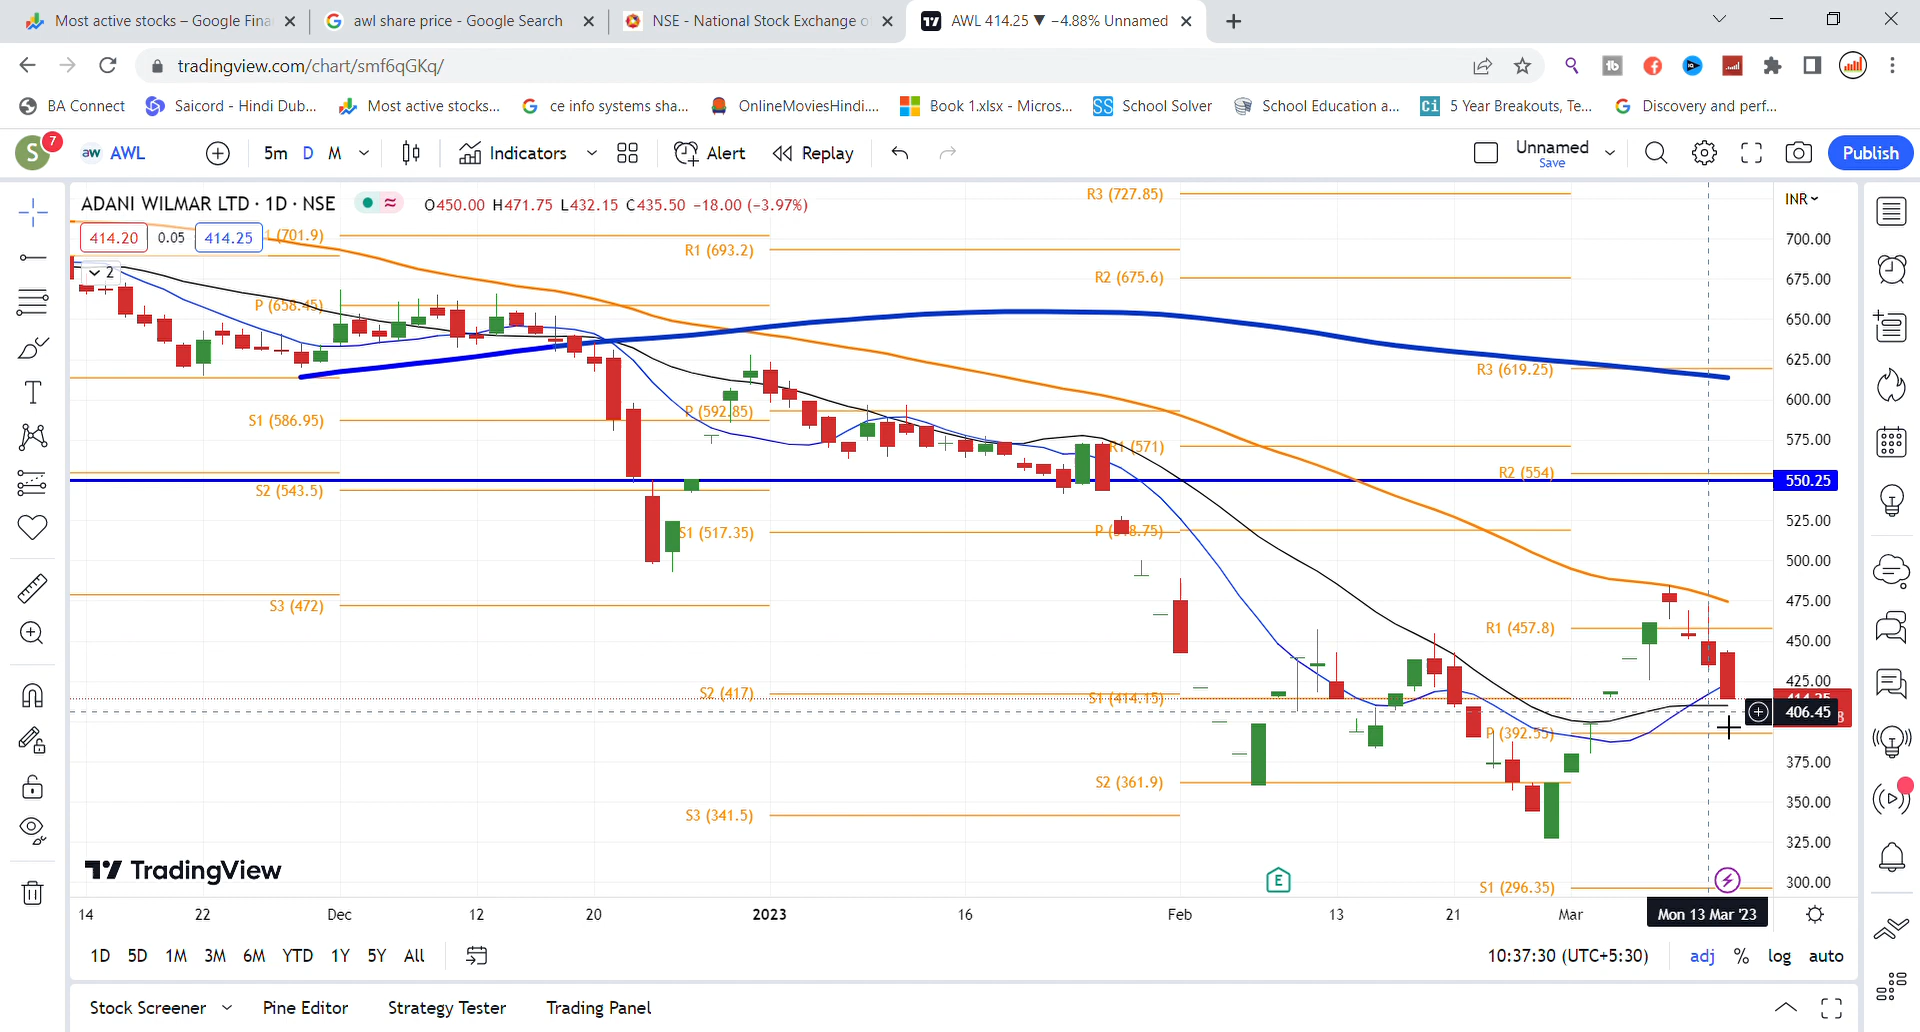 Most active stocks – Google Fina
awl share price - Google Search
NSE - National Stock Exchange o
AWL 414.25 ▼ −4.88% Unnamed
tradingview.com/chart/smf6qGKq/
BA Connect
Saicord - Hindi Dub...
Most active stocks...
ce info systems sha...
OnlineMoviesHindi....
Book 1.xlsx - Micros...
School Solver
School Education a...
5 Year Breakouts, Te...
Discovery and perf...
S 7 AWL 5m D M Indicators Alert Replay Unnamed Save Publish
ADANI WILMAR LTD · 1D · NSE O450.00 H471.75 L432.15 C435.50 −18.00 (−3.97%)
INR
414.20 0.05 414.25
2
R3 (727.85)
(701.9)
R1 (693.2)
R2 (675.6)
P (658.45)
R3 (619.25)
S1 (586.95)
P (592.85)
R1 (571)
R2 (554)
S2 (543.5)
S1 (517.35)
S3 (472)
R1 (457.8)
S2 (417)
S1 (414.15)
P (392.55)
S2 (361.9)
S3 (341.5)
S1 (296.35)
700.00
675.00
650.00
625.00
600.00
575.00
550.25
525.00
500.00
475.00
450.00
425.00
414.25
406.45
375.00
350.00
325.00
300.00
TradingView
E
14 22 Dec 12 20 2023 16 Feb 13 21 Mar Mon 13 Mar '23
1D 5D 1M 3M 6M YTD 1Y 5Y All
10:37:30 (UTC+5:30) adj % log auto
Stock Screener Pine Editor Strategy Tester Trading Panel